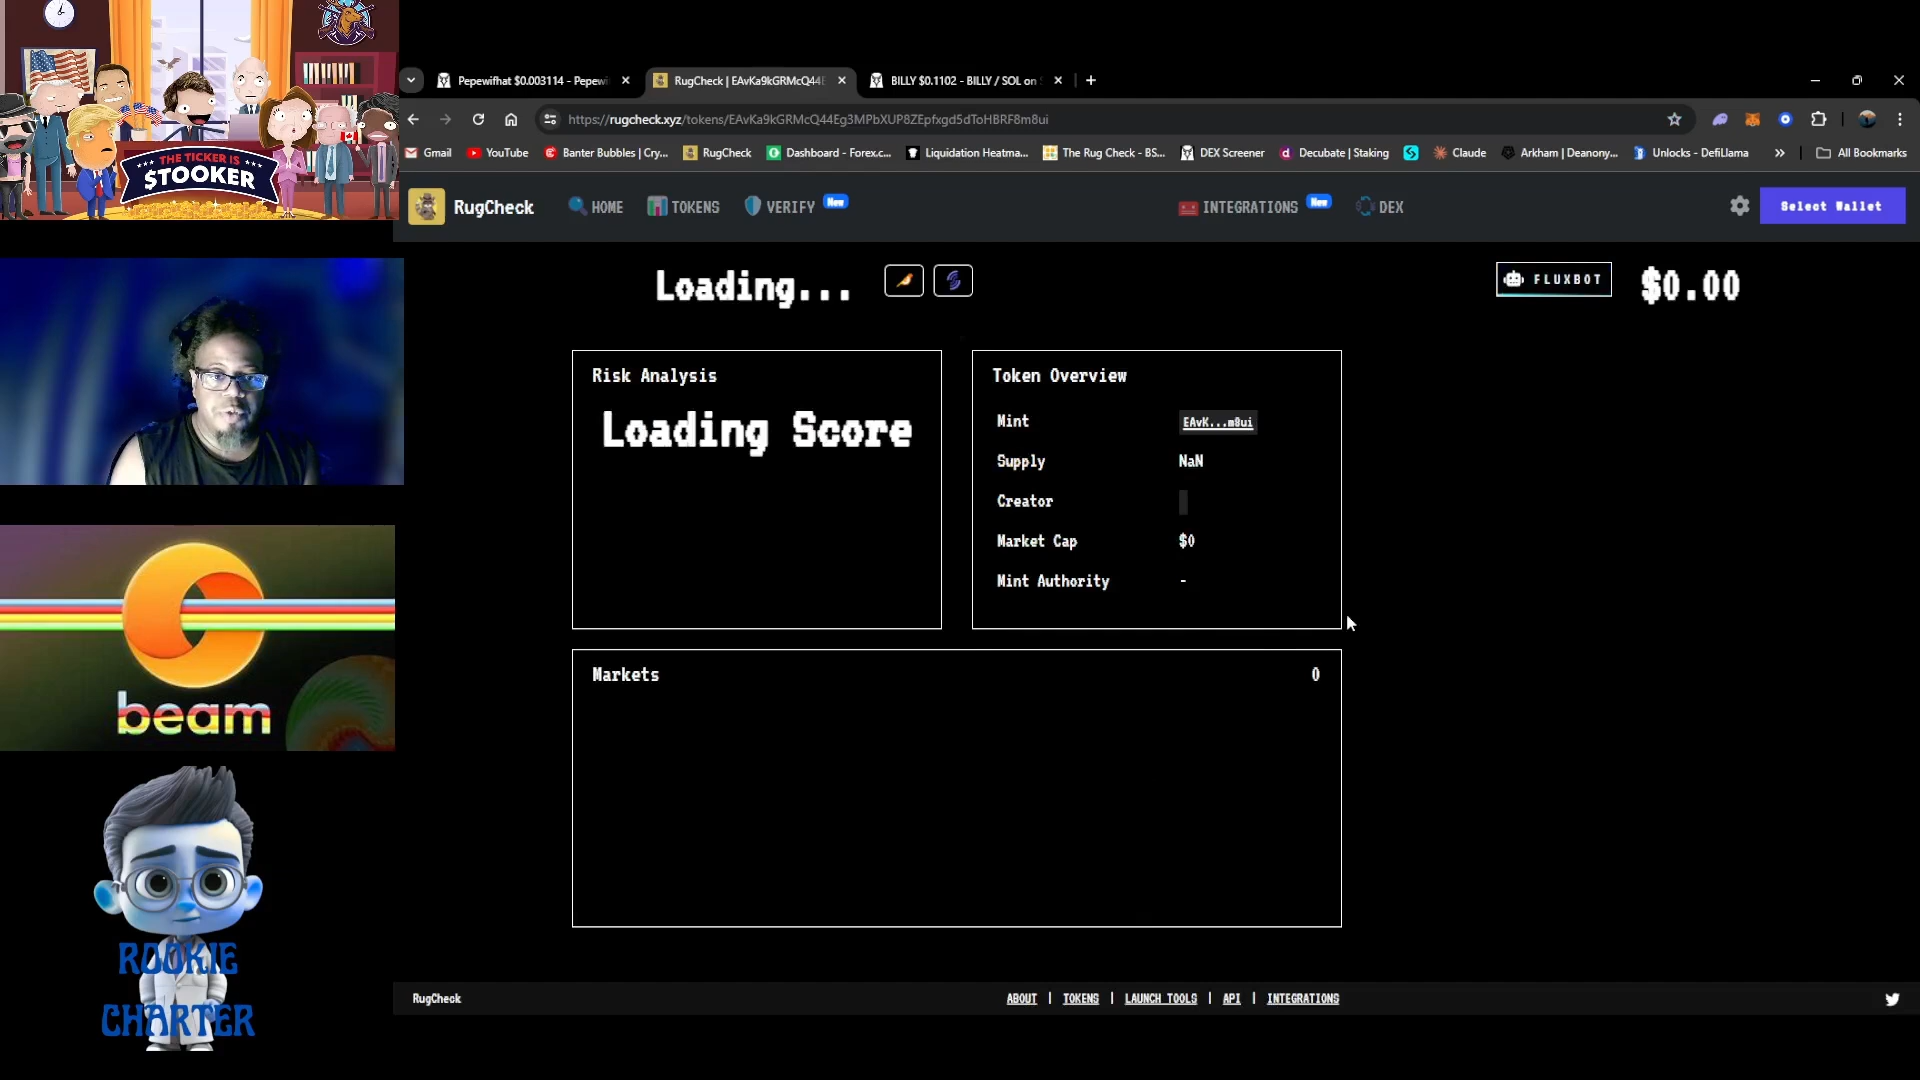 THE TICKER IS
$TOOKER
Pepewifhat $0.003114 - Pepewi
RugCheck | EAvKa9kGRMcQ44E
BILLY $0.1102 - BILLY / SOL on
https://rugcheck.xyz/tokens/EAvKa9kGRMcQ44Eg3MPbXUP8ZEpfxgd5dToHBRF8m8ui
Gmail
YouTube
Banter Bubbles | Cry...
RugCheck
Dashboard - Forex.c...
Liquidation Heatma...
The Rug Check - BS...
DEX Screener
Decubate | Staking
Claude
Arkham | Deanony...
Unlocks - DefiLlama
All Bookmarks
RugCheck
HOME
TOKENS
VERIFY New
INTEGRATIONS New
DEX
Select Wallet
Loading...
FLUXBOT
$0.00
Risk Analysis
Loading Score
Token Overview
Mint EAvK...m8ui
Supply NaN
Creator
Market Cap $0
Mint Authority -
Markets 0
beam
ROOKIE
CHARTER
RugCheck
ABOUT | TOKENS | LAUNCH TOOLS | API | INTEGRATIONS